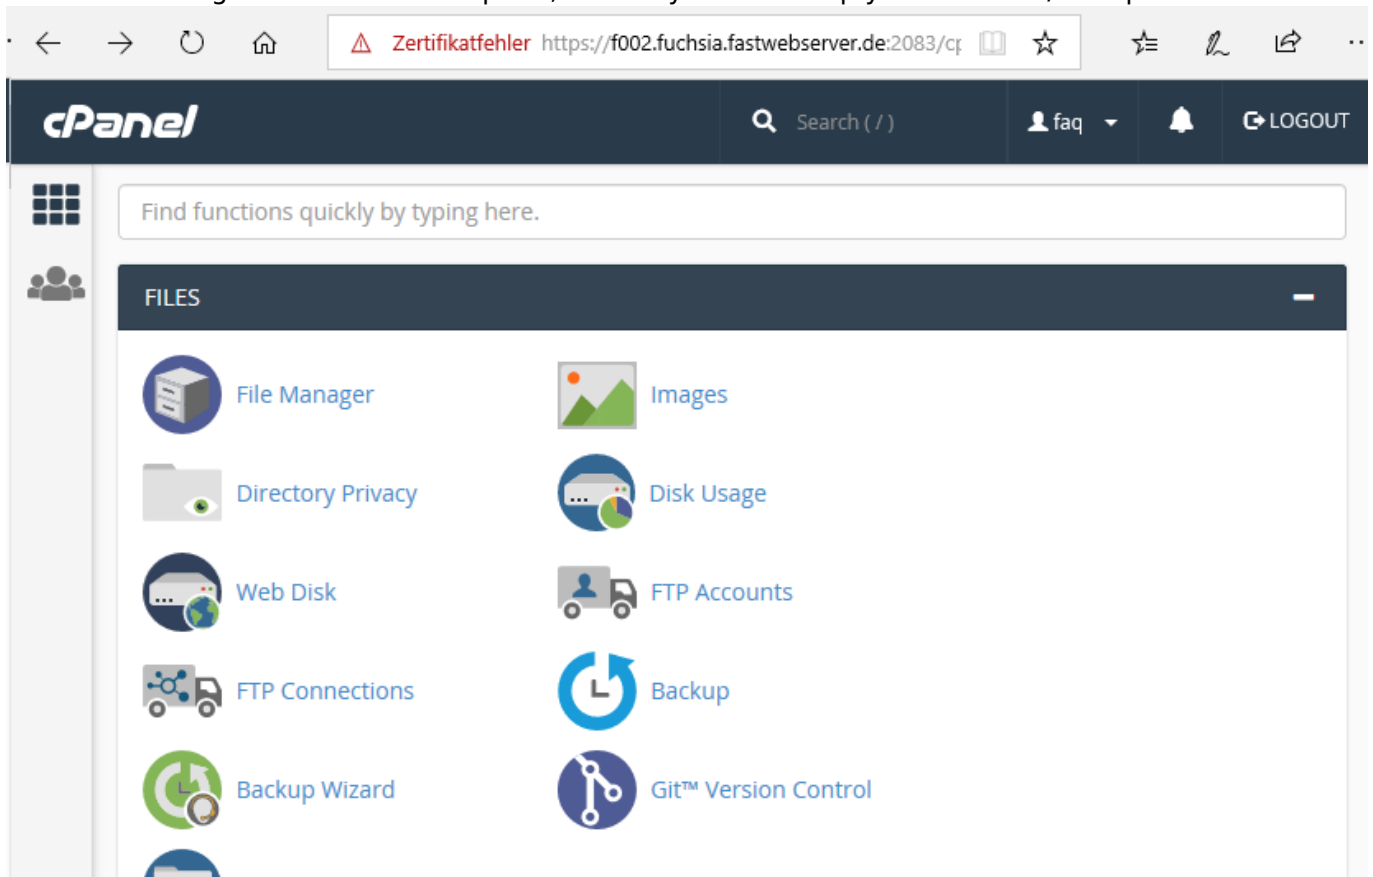 Zertifikatfehler https://f002.fuchsia.fastwebserver.de:2083/cp
cPanel Search ( / ) faq LOGOUT
Find functions quickly by typing here.
FILES
File Manager Images
Directory Privacy Disk Usage
Web Disk FTP Accounts
FTP Connections Backup
Backup Wizard Git™ Version Control